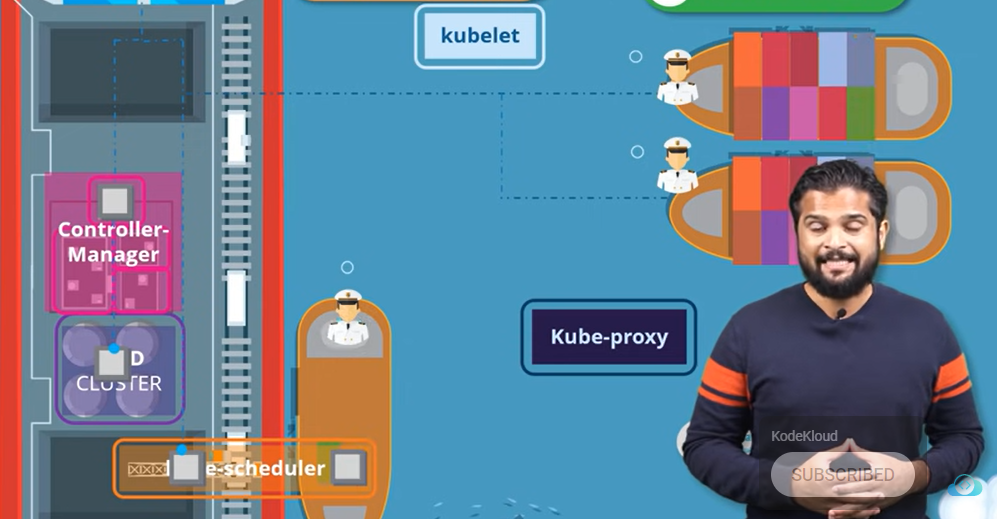 kubelet
Controller-
Manager
D
CLUSTER
Kube-proxy
e-scheduler
KodeKloud
SUBSCRIBED